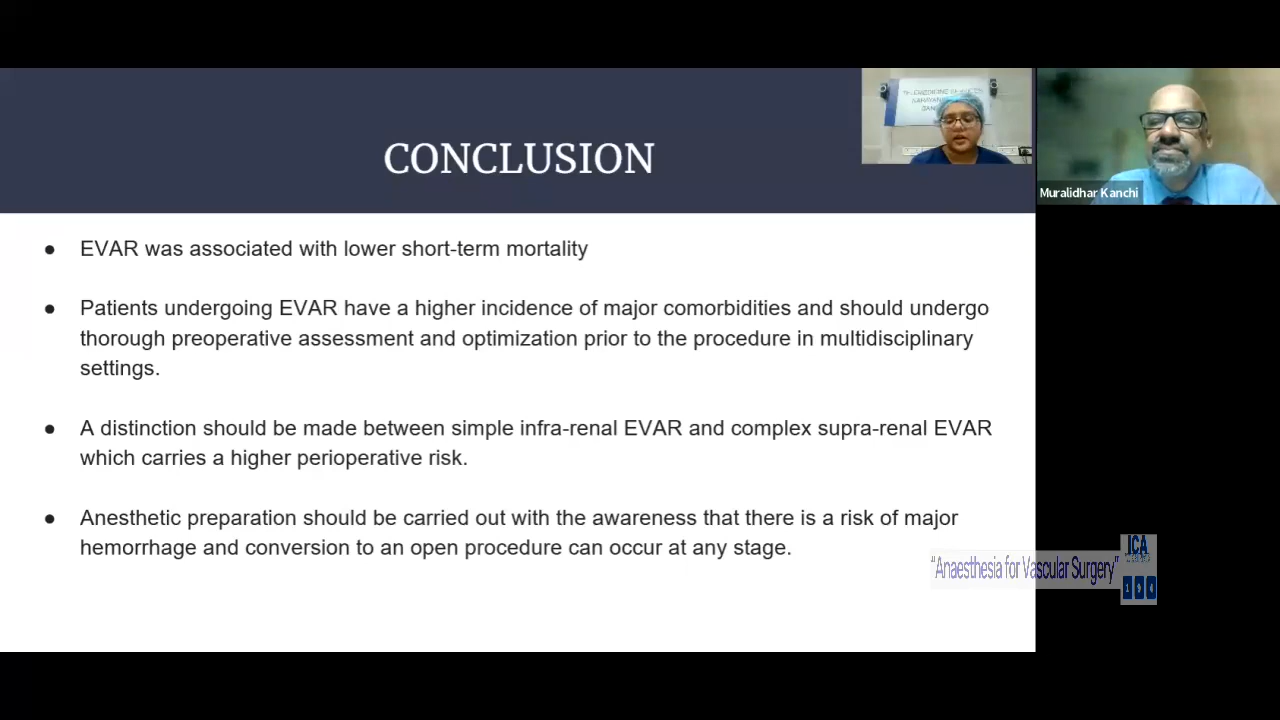 CONCLUSION
Muralidhar Kanchi
● EVAR was associated with lower short-term mortality
● Patients undergoing EVAR have a higher incidence of major comorbidities and should undergo
thorough preoperative assessment and optimization prior to the procedure in multidisciplinary
settings.
● A distinction should be made between simple infra-renal EVAR and complex supra-renal EVAR
which carries a higher perioperative risk.
● Anesthetic preparation should be carried out with the awareness that there is a risk of major
hemorrhage and conversion to an open procedure can occur at any stage.
"Anaesthesia for Vascular Surgery"
ICA